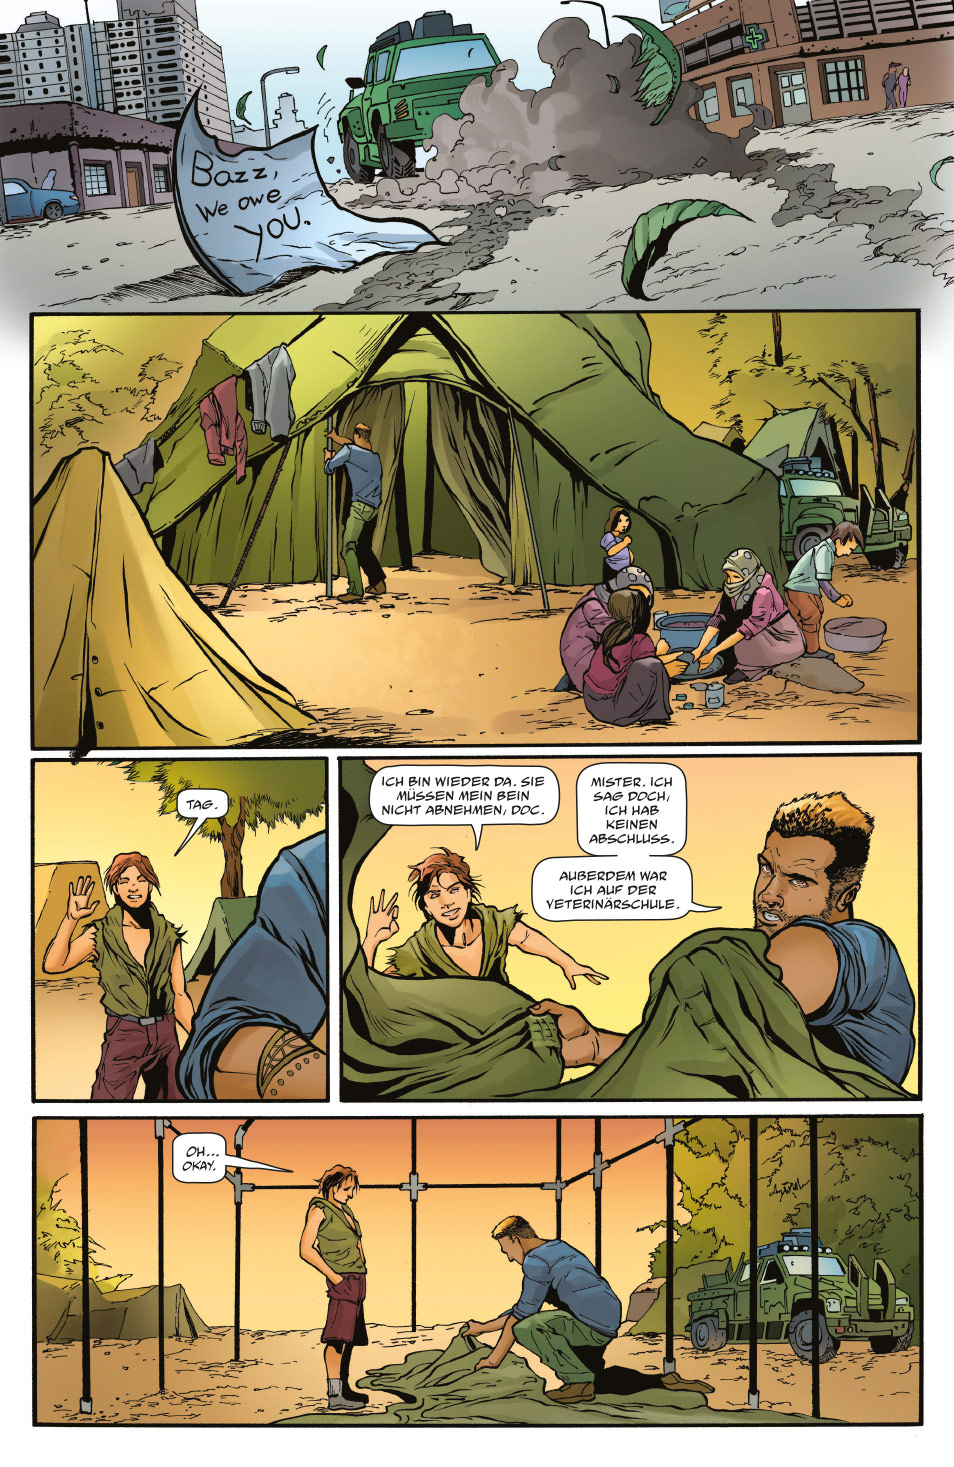 Bazz,
We owe
YOU.
TAG.
ICH BIN WIEDER DA. SIE
MÜSSEN MEIN BEIN
NICHT ABNEHMEN, DOC.
MISTER. ICH
SAG DOCH,
ICH HAB
KEINEN
ABSCHLUSS.
AUẞERDEM WAR
ICH AUF DER
VETERINÄRSCHULE.
OH...
OKAY.